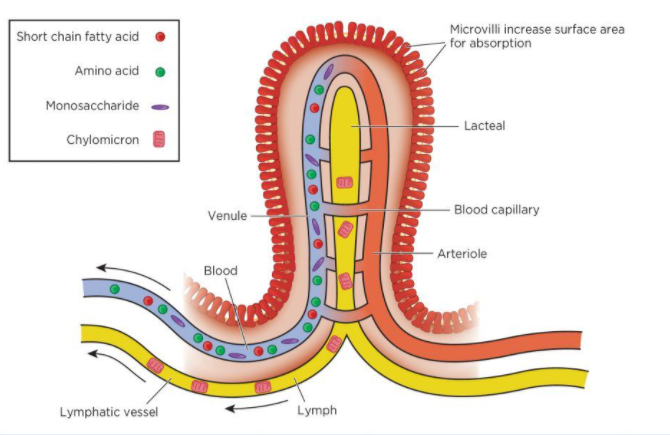 Short chain fatty acid
Amino acid
Monosaccharide
Chylomicron
Microvilli increase surface area
for absorption
Lacteal
Blood capillary
Venule
Arteriole
Blood
Lymphatic vessel
Lymph